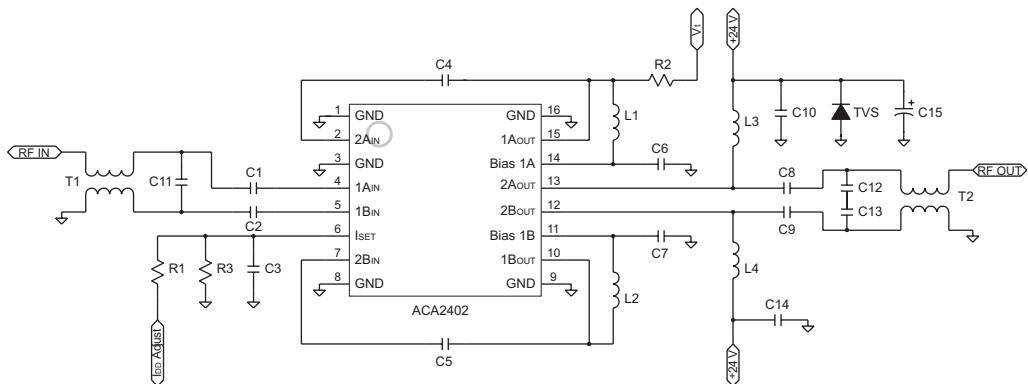 Vt
+24 V
C4
R2
1
GND
16
GND
L1
L3
C10
TVS
+
C15
2
2AIN
15
1AOUT
RF IN
3
GND
14
Bias 1A
C6
T1
C11
C1
4
1AIN
13
2AOUT
C8
C12
T2
RF OUT
5
1BIN
12
2BOUT
C13
C2
C9
6
ISET
11
Bias 1B
C7
R1
R3
C3
7
2BIN
10
1BOUT
L4
8
GND
9
GND
L2
ACA2402
C14
IDD Adjust
C5
+24 V